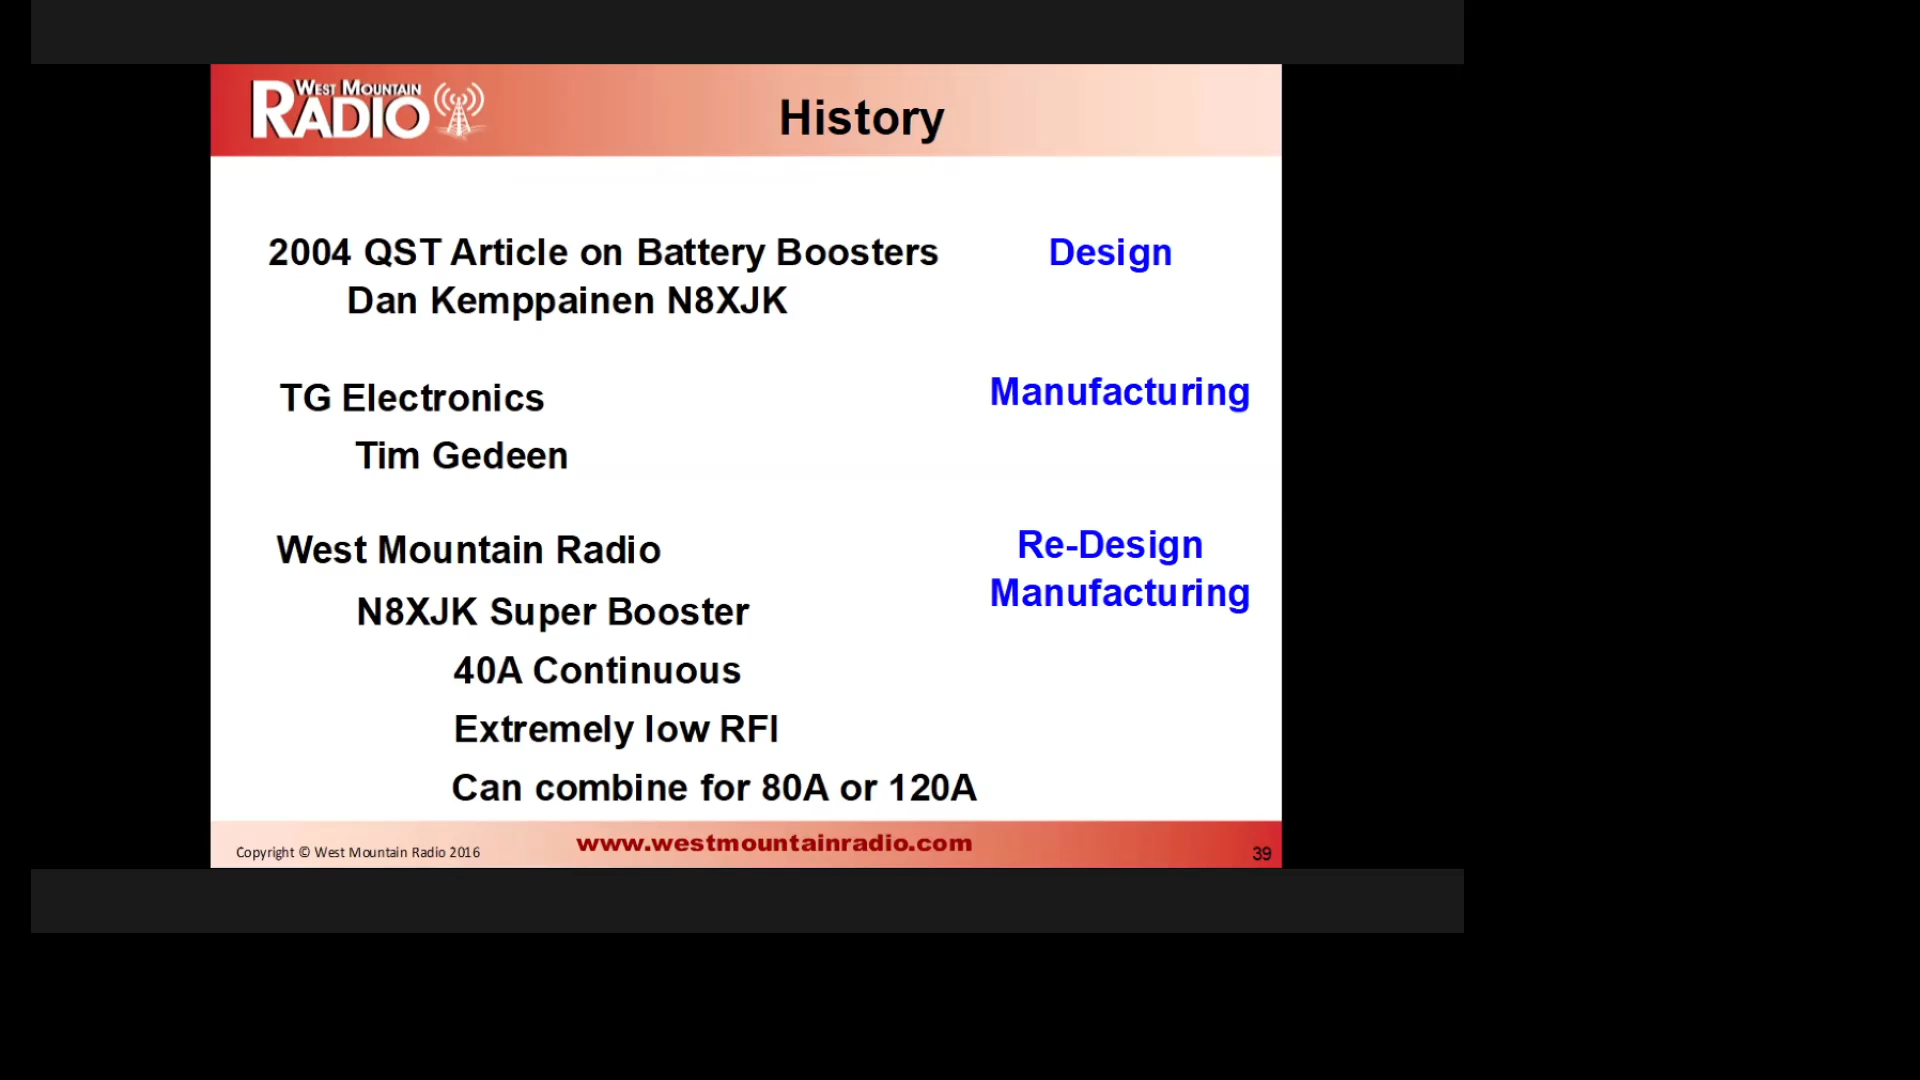 WEST MOUNTAIN
RADIO
History
2004 QST Article on Battery Boosters
Design
Dan Kemppainen N8XJK
TG Electronics
Manufacturing
Tim Gedeen
West Mountain Radio
Re-Design
Manufacturing
N8XJK Super Booster
40A Continuous
Extremely low RFI
Can combine for 80A or 120A
Copyright © West Mountain Radio 2016
www.westmountainradio.com
39